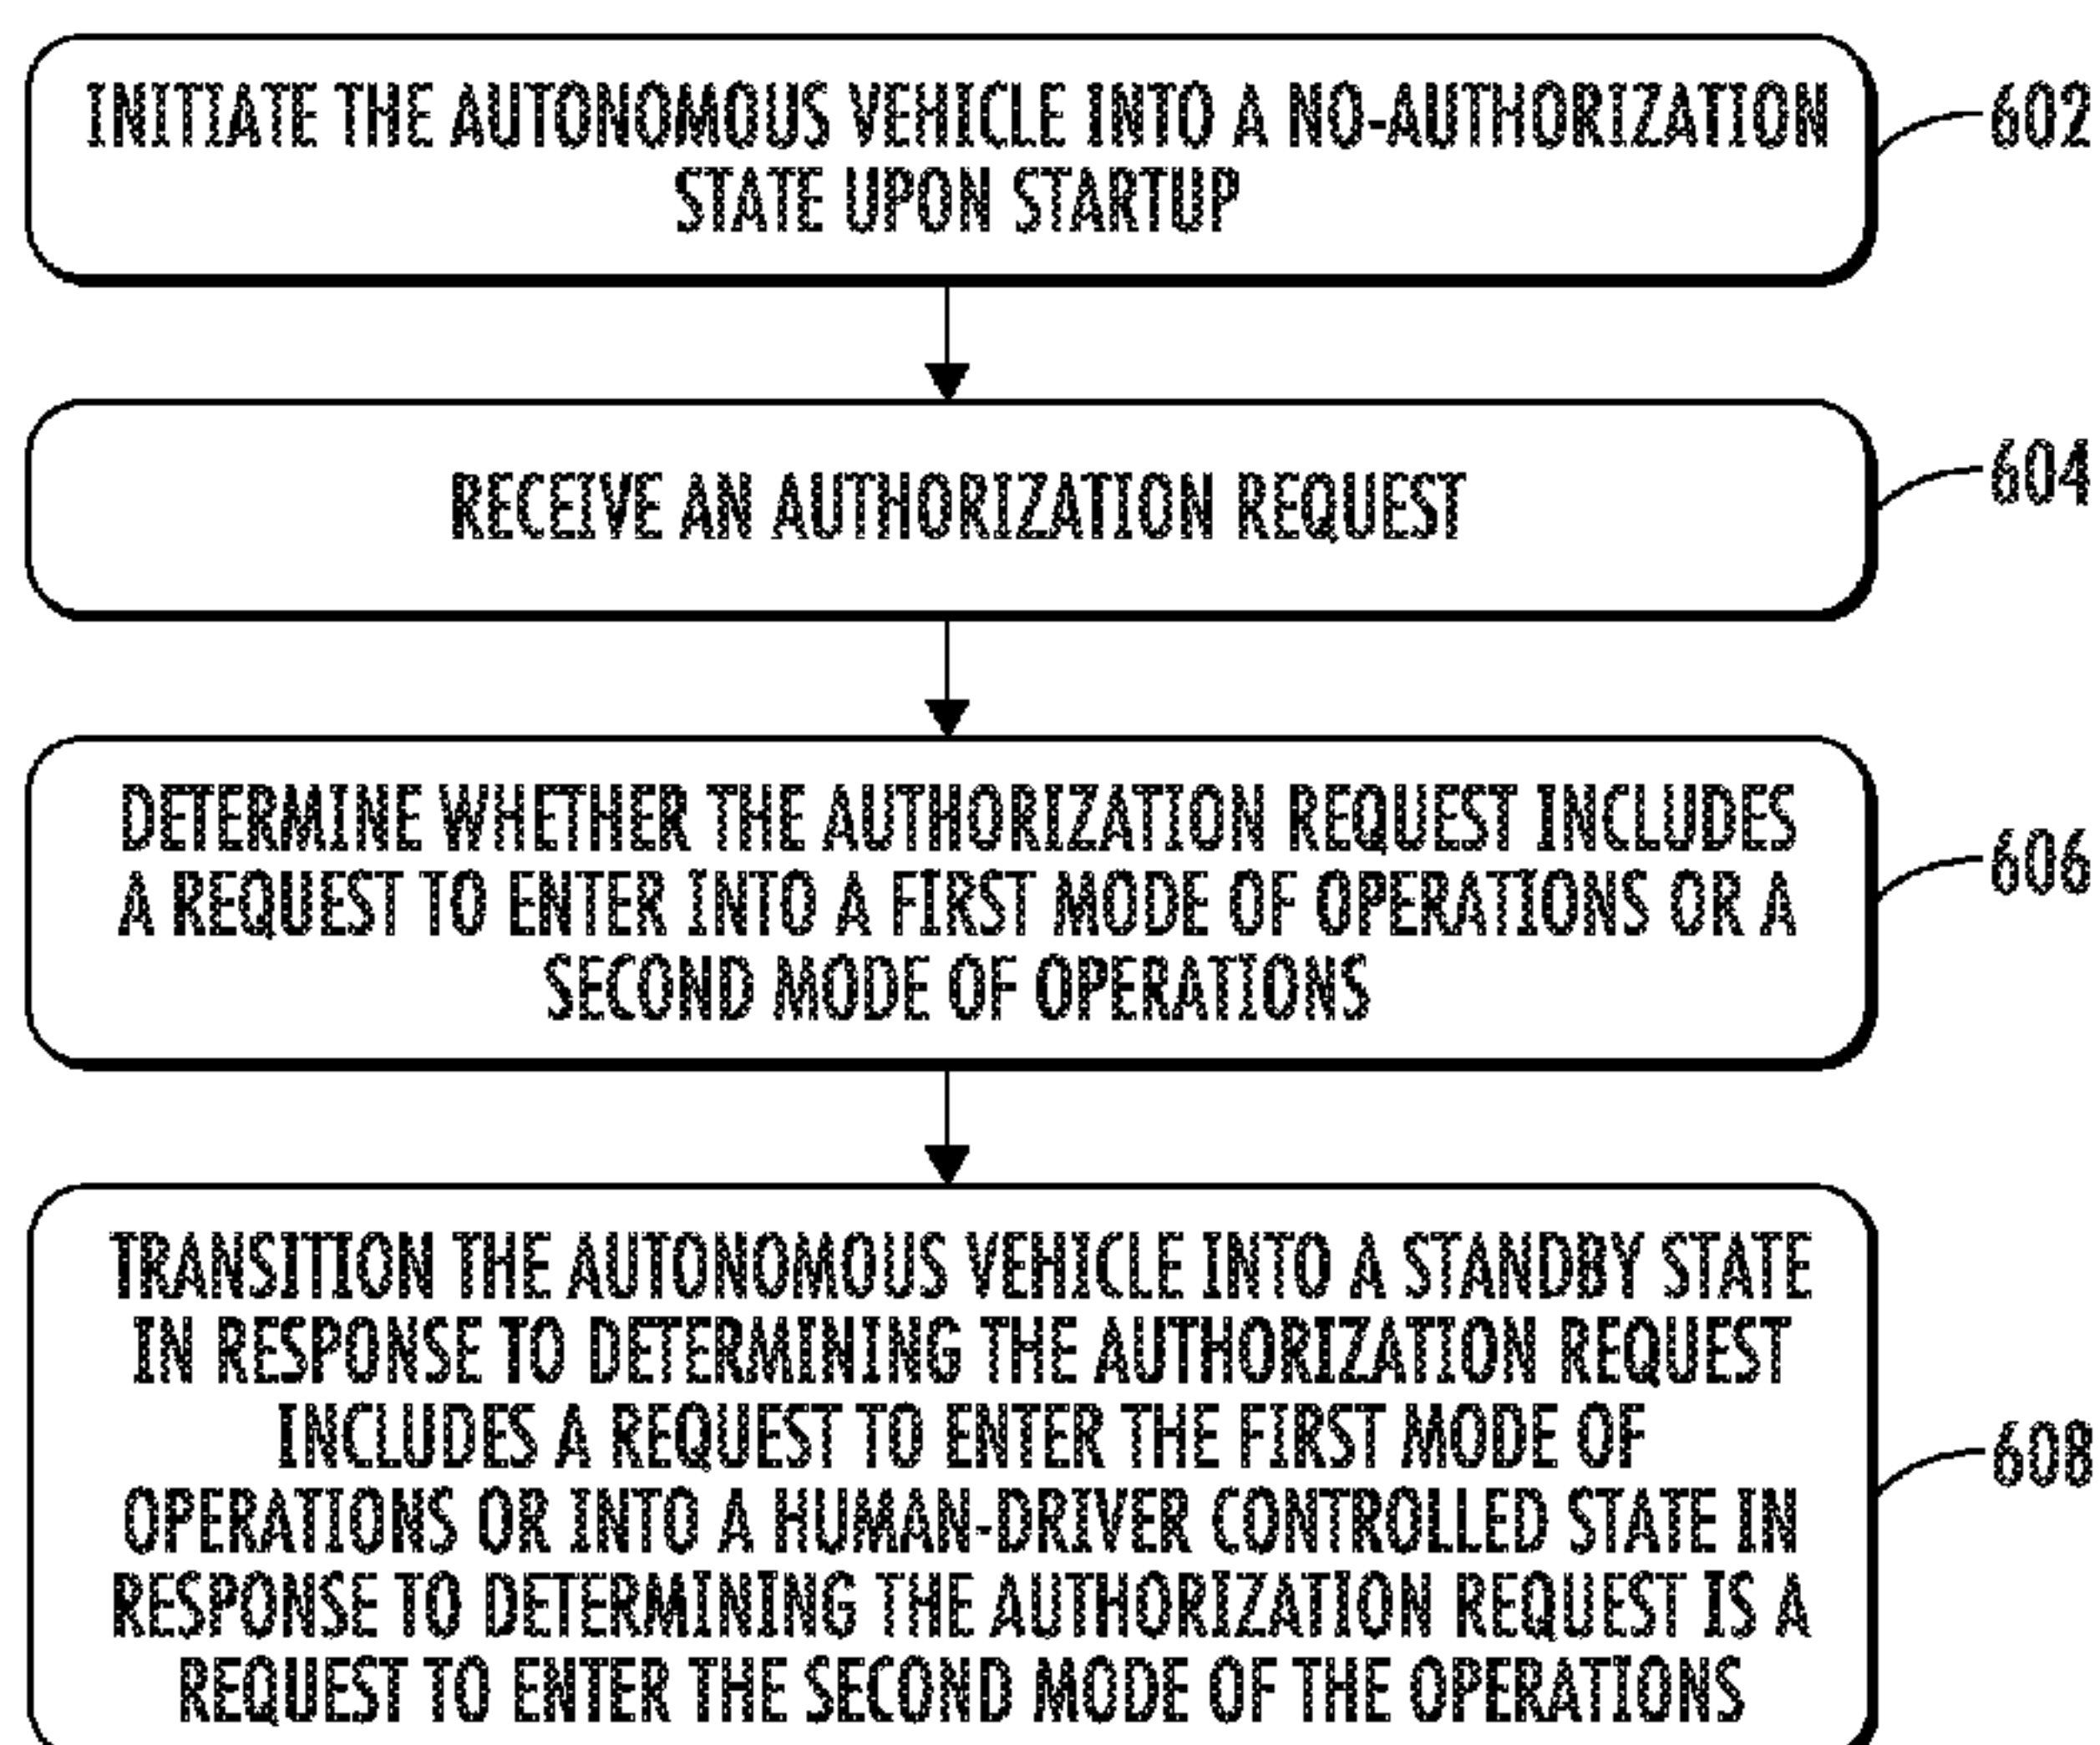 INITIATE THE AUTONOMOUS VEHICLE INTO A NO-AUTHORIZATION
STATE UPON STARTUP
602
RECEIVE AN AUTHORIZATION REQUEST
604
DETERMINE WHETHER THE AUTHORIZATION REQUEST INCLUDES
A REQUEST TO ENTER INTO A FIRST MODE OF OPERATIONS OR A
SECOND MODE OF OPERATIONS
606
TRANSITION THE AUTONOMOUS VEHICLE INTO A STANDBY STATE
IN RESPONSE TO DETERMINING THE AUTHORIZATION REQUEST
INCLUDES A REQUEST TO ENTER THE FIRST MODE OF
OPERATIONS OR INTO A HUMAN-DRIVER CONTROLLED STATE IN
RESPONSE TO DETERMINING THE AUTHORIZATION REQUEST IS A
REQUEST TO ENTER THE SECOND MODE OF THE OPERATIONS
608